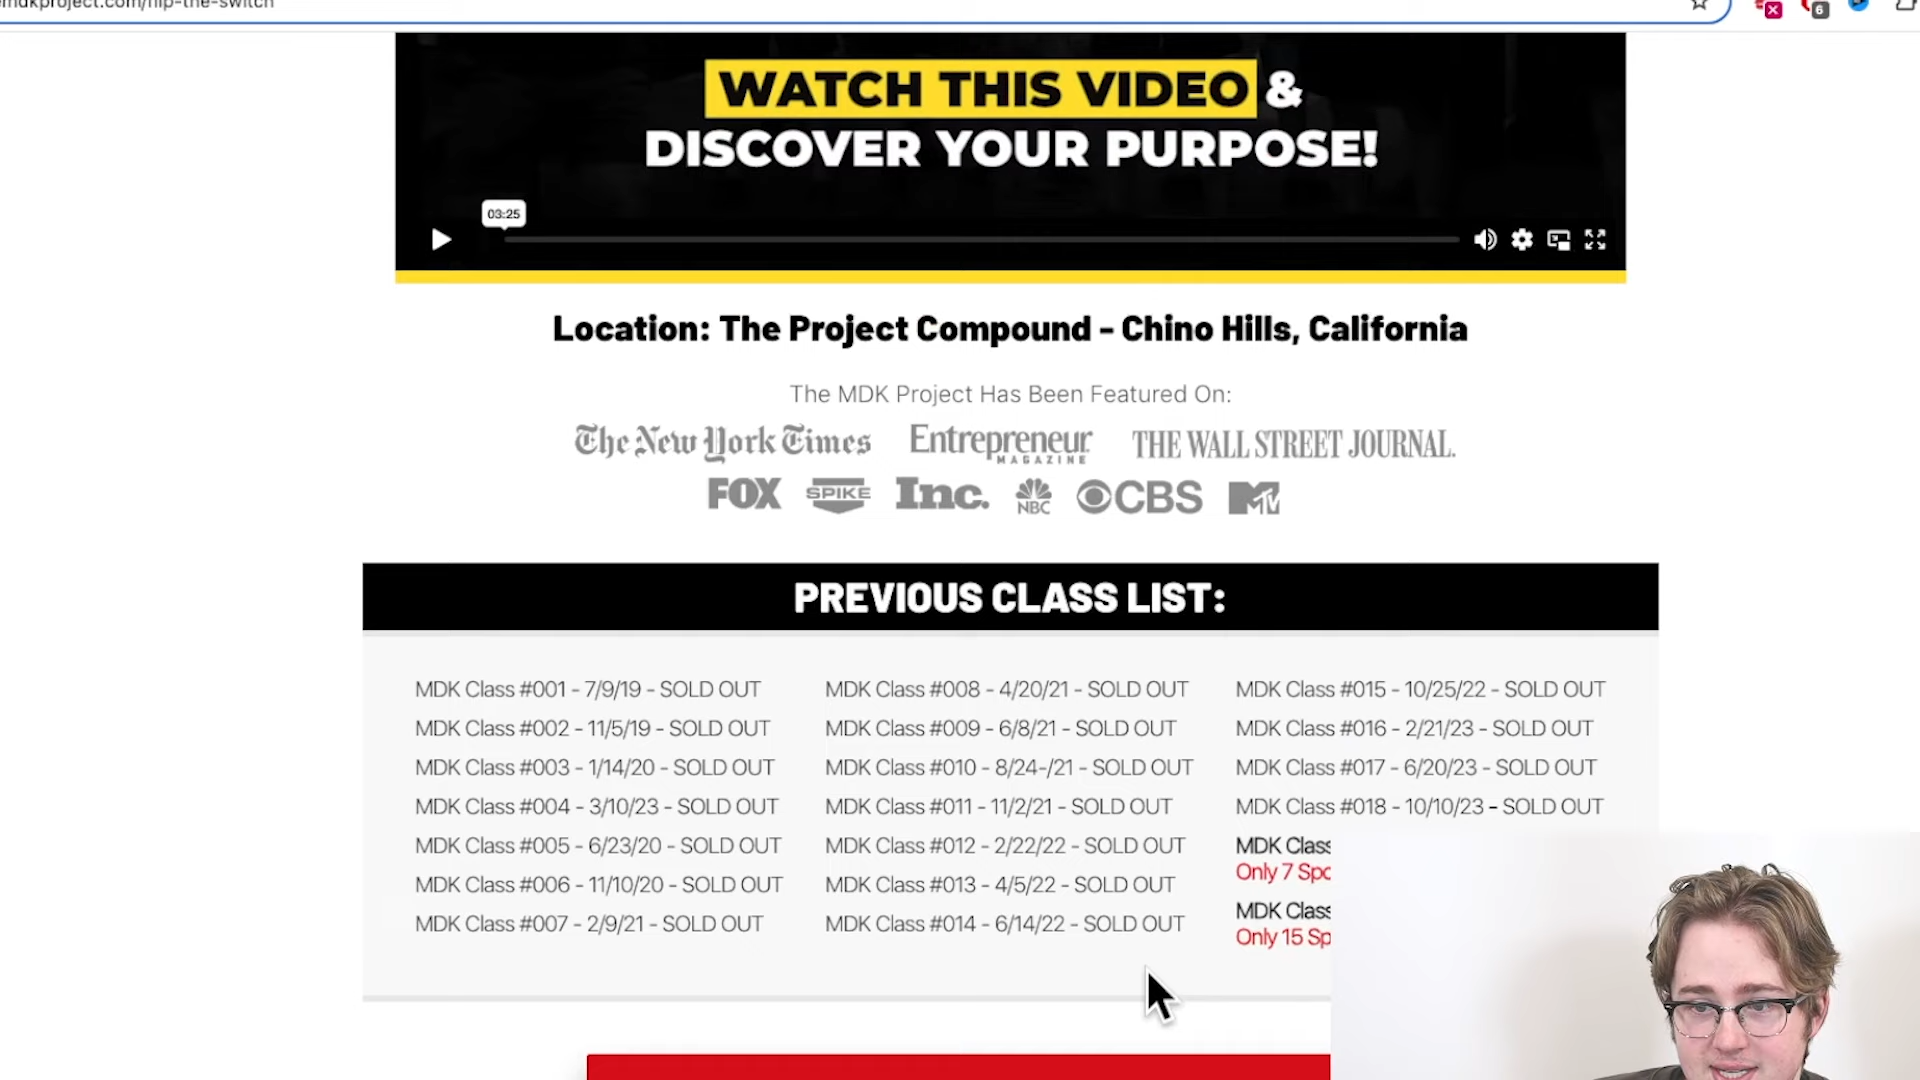 mdkproject.com/flip-the-switch
6
WATCH THIS VIDEO &
DISCOVER YOUR PURPOSE!
03:25
Location: The Project Compound - Chino Hills, California
The MDK Project Has Been Featured On:
The New York Times Entrepreneur MAGAZINE THE WALL STREET JOURNAL.
FOX SPIKE Inc. NBC CBS MTV
PREVIOUS CLASS LIST:
MDK Class #001 - 7/9/19 - SOLD OUT
MDK Class #002 - 11/5/19 - SOLD OUT
MDK Class #003 - 1/14/20 - SOLD OUT
MDK Class #004 - 3/10/23 - SOLD OUT
MDK Class #005 - 6/23/20 - SOLD OUT
MDK Class #006 - 11/10/20 - SOLD OUT
MDK Class #007 - 2/9/21 - SOLD OUT
MDK Class #008 - 4/20/21 - SOLD OUT
MDK Class #009 - 6/8/21 - SOLD OUT
MDK Class #010 - 8/24-/21 - SOLD OUT
MDK Class #011 - 11/2/21 - SOLD OUT
MDK Class #012 - 2/22/22 - SOLD OUT
MDK Class #013 - 4/5/22 - SOLD OUT
MDK Class #014 - 6/14/22 - SOLD OUT
MDK Class #015 - 10/25/22 - SOLD OUT
MDK Class #016 - 2/21/23 - SOLD OUT
MDK Class #017 - 6/20/23 - SOLD OUT
MDK Class #018 - 10/10/23 - SOLD OUT
MDK Class
Only 7 Spo
MDK Class
Only 15 Sp